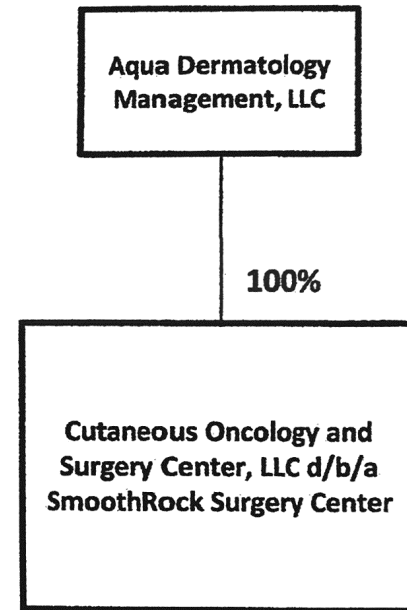 Aqua Dermatology
Management, LLC
100%
Cutaneous Oncology and
Surgery Center, LLC d/b/a
SmoothRock Surgery Center